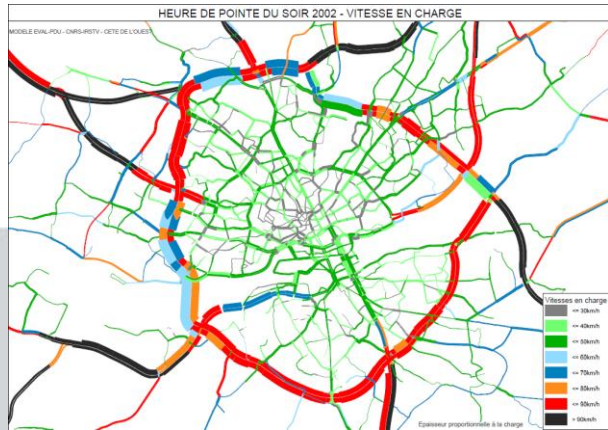 HEURE DE POINTE DU SOIR 2002 - VITESSE EN CHARGE
MODELE EVAL-PDU - CNRS-IRSTV - CETE DE L'OUEST
Vitesses en charge
<= 30km/h
<= 40km/h
<= 50km/h
<= 60km/h
<= 70km/h
<= 80km/h
<= 90km/h
> 90km/h
Epaisseur proportionnelle à la charge